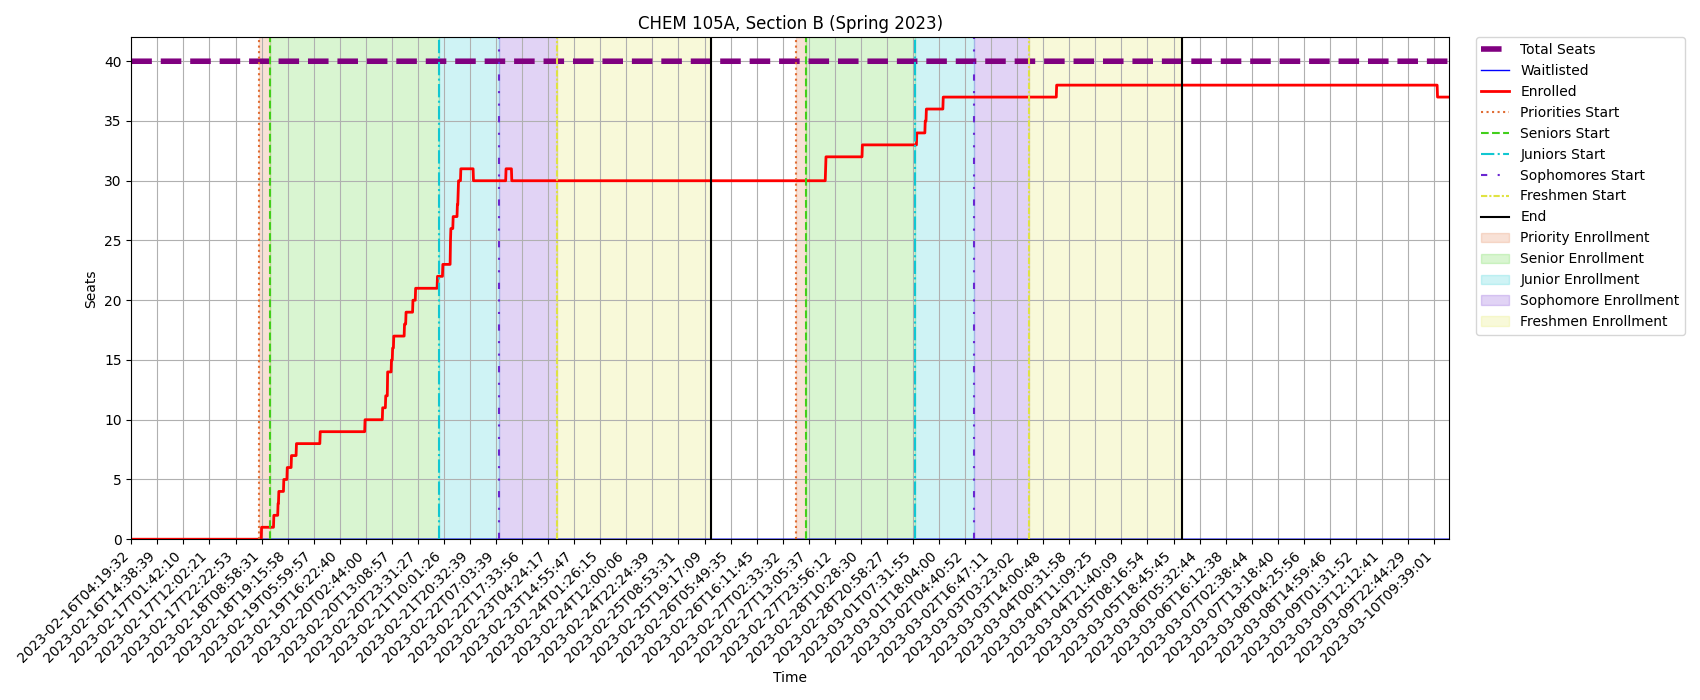 CHEM 105A, Section B (Spring 2023)
Total Seats
Waitlisted
Enrolled
Priorities Start
Seniors Start
Juniors Start
Sophomores Start
Freshmen Start
End
Priority Enrollment
Senior Enrollment
Junior Enrollment
Sophomore Enrollment
Freshmen Enrollment
Seats
40
35
30
25
20
15
10
5
0
2023-02-16T04:19:32
2023-02-16T14:38:39
2023-02-17T01:42:10
2023-02-17T12:02:21
2023-02-17T22:22:53
2023-02-18T08:58:31
2023-02-18T19:15:58
2023-02-19T05:59:57
2023-02-19T16:22:40
2023-02-20T02:44:00
2023-02-20T13:08:57
2023-02-20T23:31:27
2023-02-21T10:01:26
2023-02-21T20:32:39
2023-02-22T07:03:39
2023-02-22T17:33:56
2023-02-23T04:24:17
2023-02-23T14:55:47
2023-02-24T01:26:15
2023-02-24T12:00:06
2023-02-24T22:24:39
2023-02-25T08:53:31
2023-02-25T19:17:09
2023-02-26T05:49:35
2023-02-26T16:11:45
2023-02-27T02:33:32
2023-02-27T13:05:37
2023-02-27T23:56:12
2023-02-28T10:28:30
2023-02-28T20:58:27
2023-03-01T07:31:55
2023-03-01T18:04:00
2023-03-02T04:40:52
2023-03-02T16:47:11
2023-03-03T03:23:02
2023-03-03T14:00:48
2023-03-04T00:31:58
2023-03-04T11:09:25
2023-03-04T21:40:09
2023-03-05T08:16:54
2023-03-05T18:45:45
2023-03-06T05:32:44
2023-03-06T16:12:38
2023-03-07T02:38:44
2023-03-07T13:18:40
2023-03-08T04:25:56
2023-03-08T14:59:46
2023-03-09T01:31:52
2023-03-09T12:12:41
2023-03-09T22:44:29
2023-03-10T09:39:01
Time